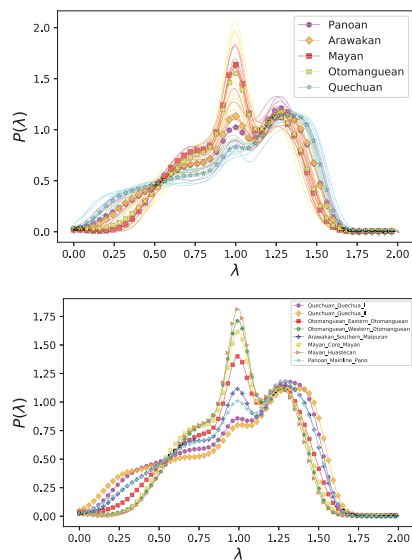 2.0
1.5
1.0
0.5
0.0
P(λ)
Panoan
Arawakan
Mayan
Otomanguean
Quechuan
0.00 0.25 0.50 0.75 1.00 1.25 1.50 1.75 2.00
λ
1.75
1.50
1.25
1.00
0.75
0.50
0.25
0.00
P(λ)
Quechuan_Quechua_I
Quechuan_Quechua_II
Otomanguean_Eastern_Otomanguean
Otomanguean_Western_Otomanguean
Arawakan_Southern_Maipuran
Mayan_Core_Mayan
Mayan_Huastecan
Panoan_Mainline_Pano
0.00 0.25 0.50 0.75 1.00 1.25 1.50 1.75 2.00
λ